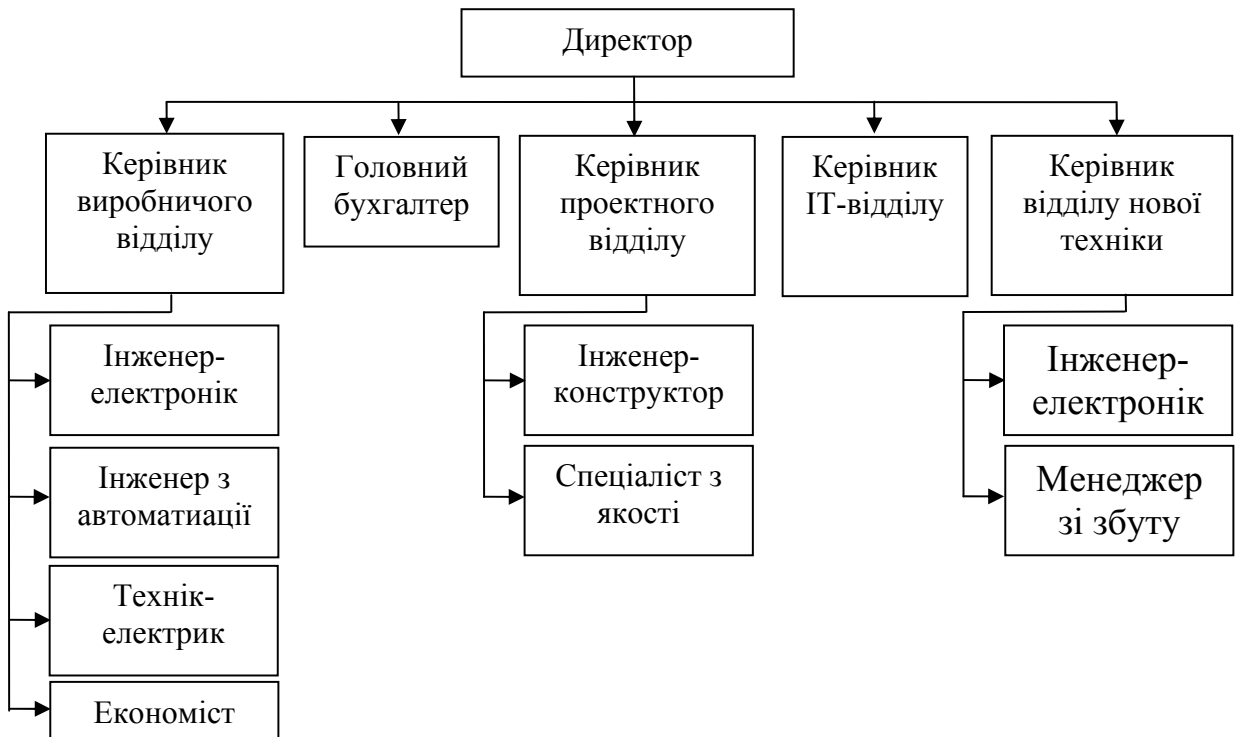 Директор
Керівник
виробничого
відділу
Головний
бухгалтер
Керівник
проектного
відділу
Керівник
ІТ-відділу
Керівник
відділу нової
техніки
Інженер-
електронік
Інженер з
автоматиації
Технік-
електрик
Економіст
Інженер-
конструктор
Спеціаліст з
якості
Інженер-
електронік
Менеджер
зі збуту